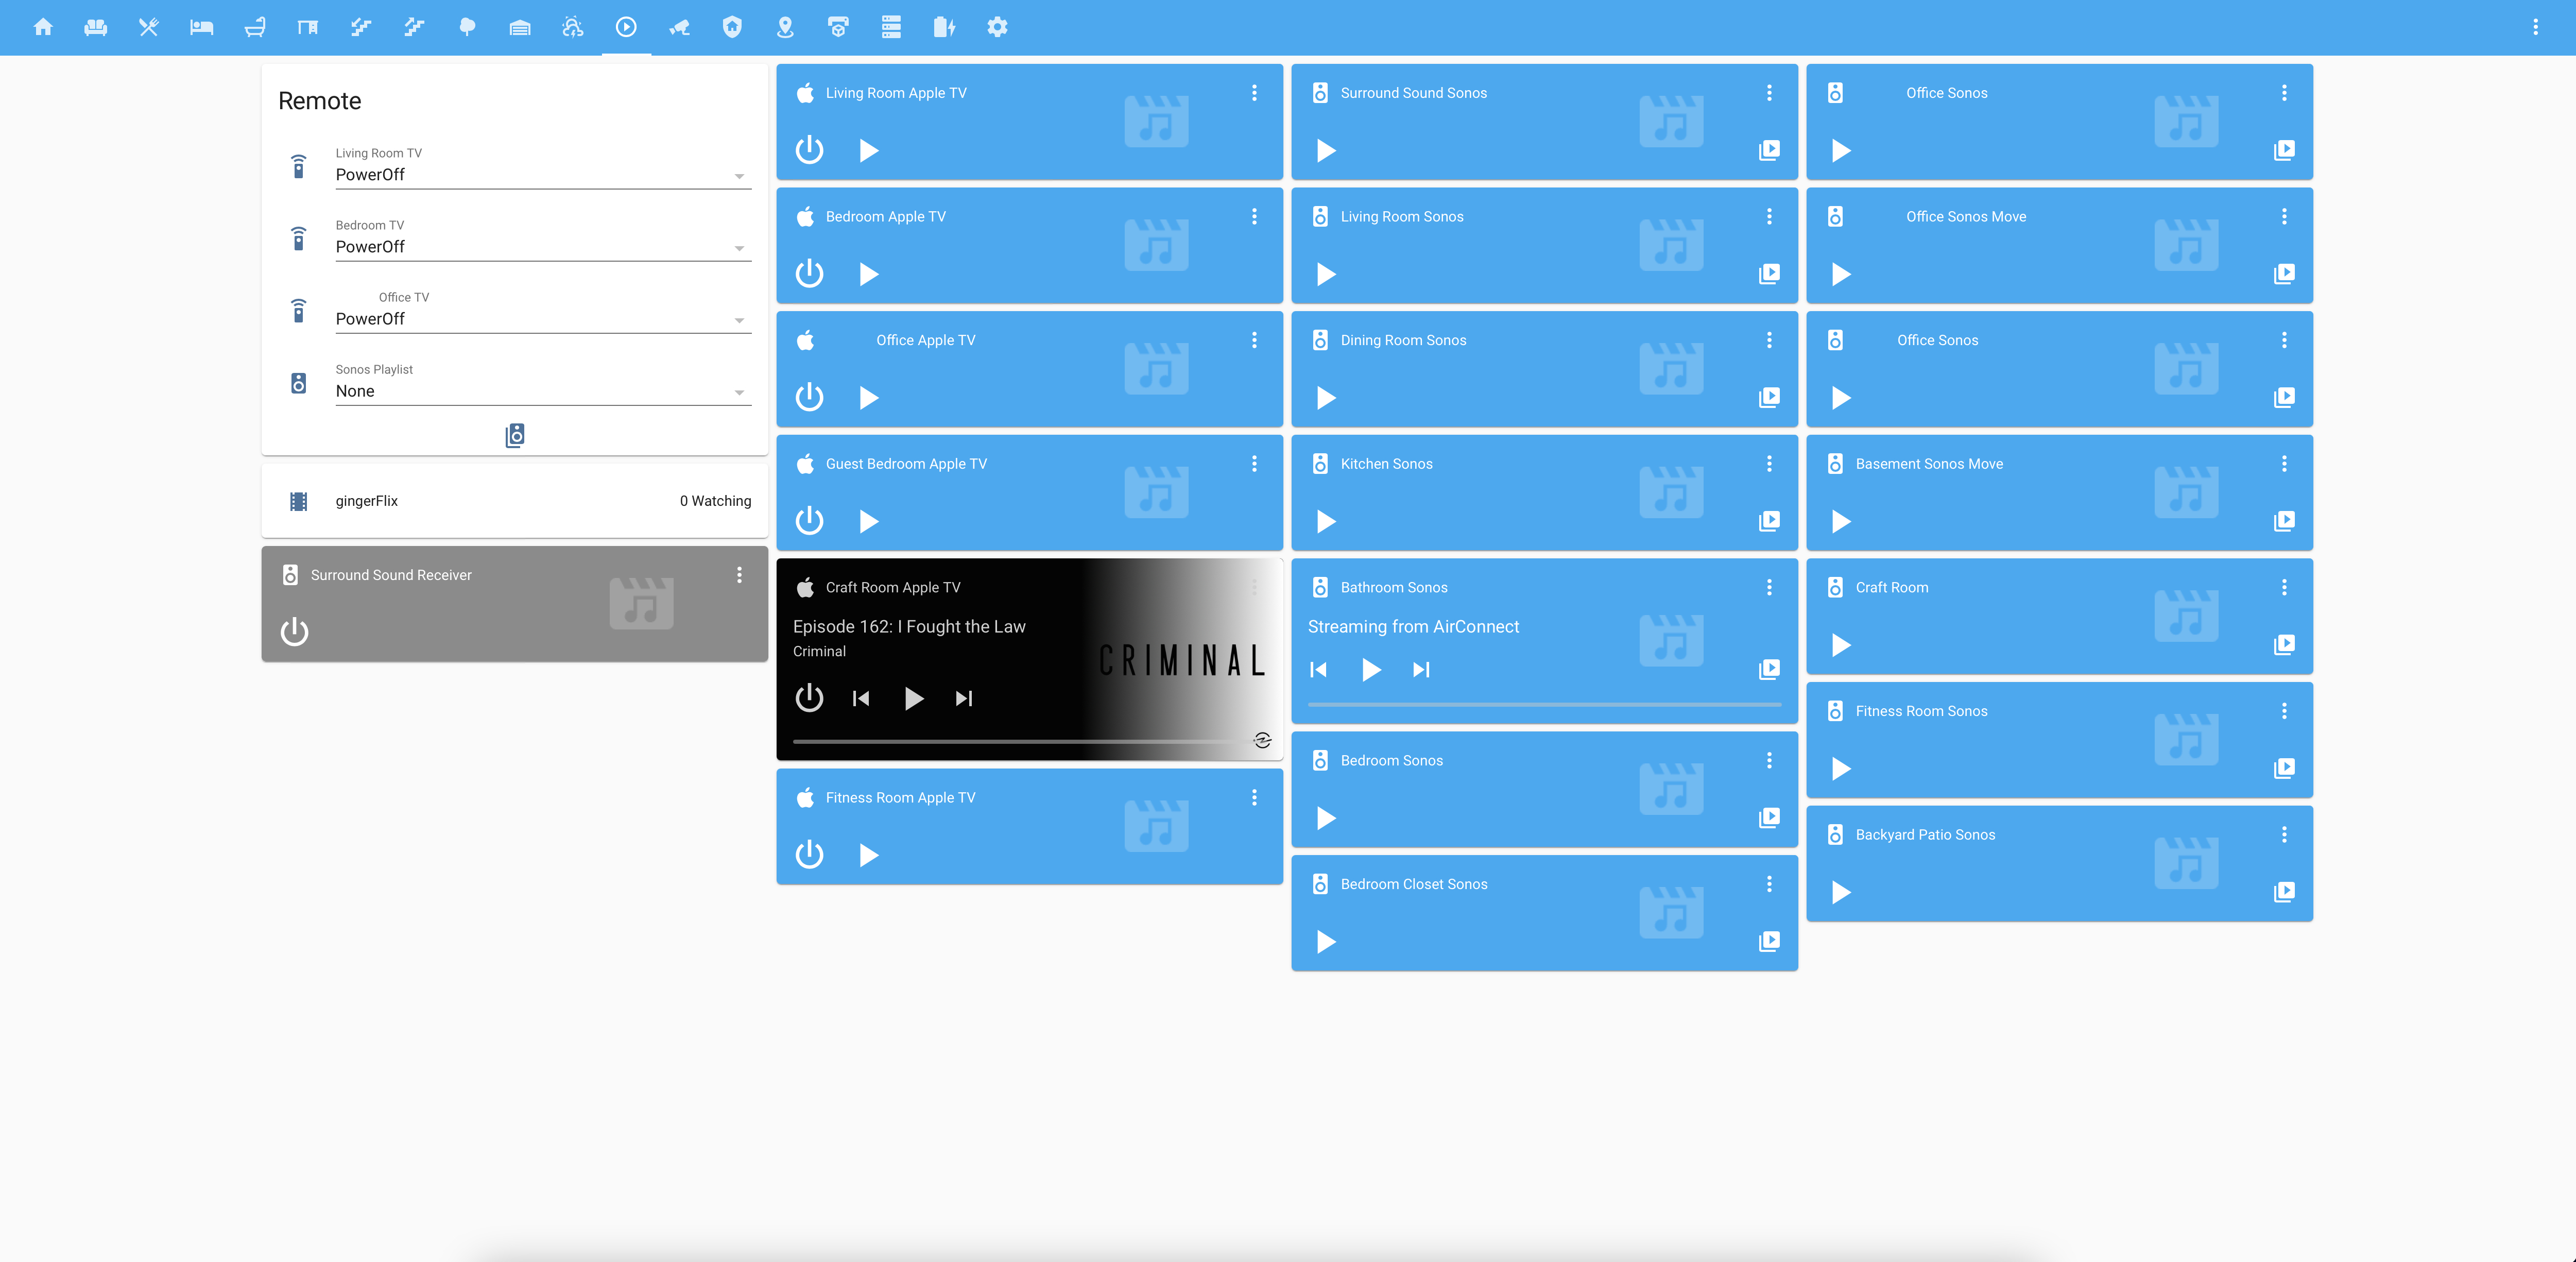 Remote
Living Room TV
PowerOff
Bedroom TV
PowerOff
Office TV
PowerOff
Sonos Playlist
None
gingerFlix
0 Watching
Surround Sound Receiver
Living Room Apple TV
Bedroom Apple TV
Office Apple TV
Guest Bedroom Apple TV
Craft Room Apple TV
Episode 162: I Fought the Law
Criminal
CRIMINAL
Fitness Room Apple TV
Surround Sound Sonos
Living Room Sonos
Dining Room Sonos
Kitchen Sonos
Bathroom Sonos
Streaming from AirConnect
Bedroom Sonos
Bedroom Closet Sonos
Office Sonos
Office Sonos Move
Office Sonos
Basement Sonos Move
Craft Room
Fitness Room Sonos
Backyard Patio Sonos